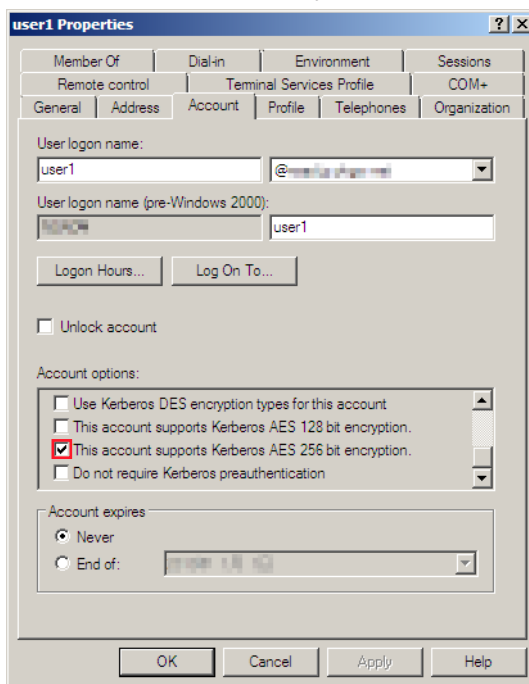 user1 Properties
Member Of Dial-in Environment Sessions
Remote control Terminal Services Profile COM+
General Address Account Profile Telephones Organization
User logon name:
user1 @
User logon name (pre-Windows 2000):
user1
Logon Hours... Log On To...
Unlock account
Account options:
Use Kerberos DES encryption types for this account
This account supports Kerberos AES 128 bit encryption.
This account supports Kerberos AES 256 bit encryption.
Do not require Kerberos preauthentication
Account expires
Never
End of:
OK Cancel Apply Help